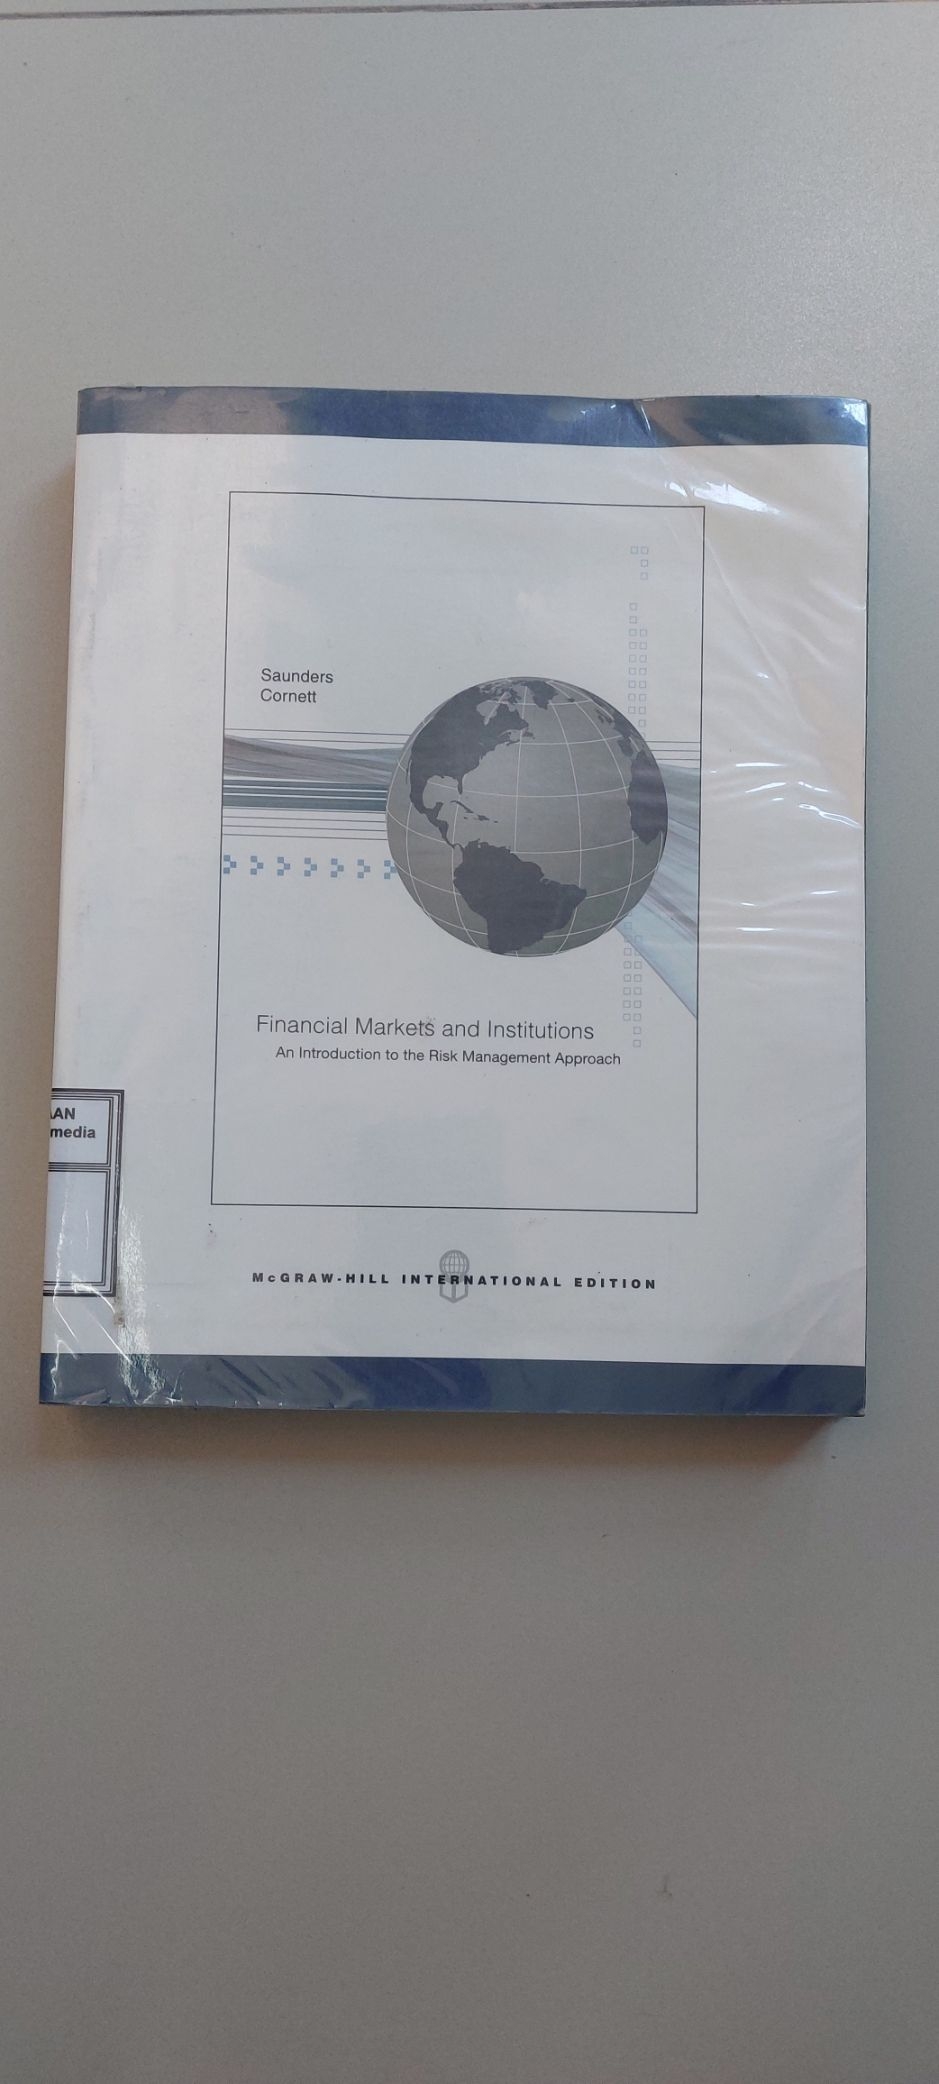 Saunders
Cornett
Financial Markets and Institutions
An Introduction to the Risk Management Approach
AN
media
McGRAW-HILL INTERNATIONAL EDITION